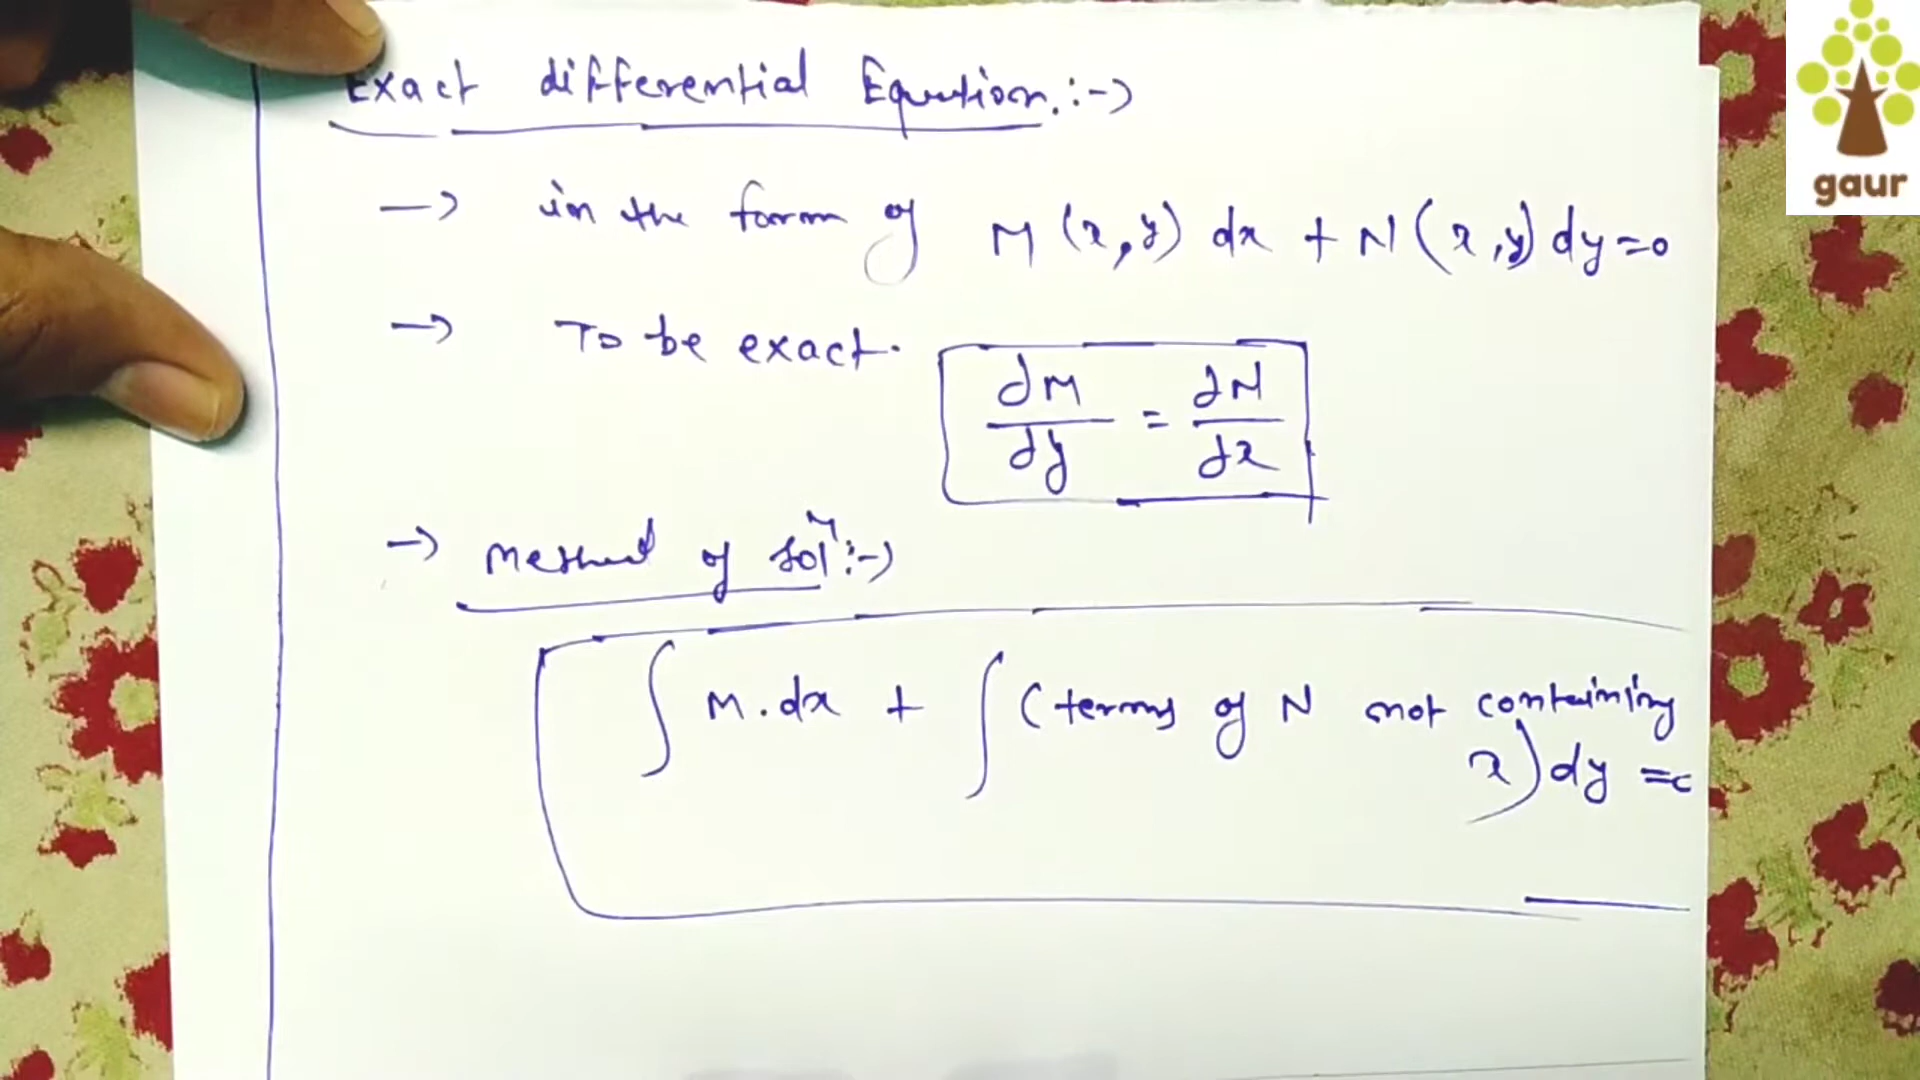 Exact differential Equation :->
-> in the form of M (x,y) dx + N (x,y) dy=0
-> To be exact.
∂M/∂y = ∂N/∂x
-> Method of solⁿ :->
∫ M.dx + ∫ (terms of N not containing
x) dy = c
gaur